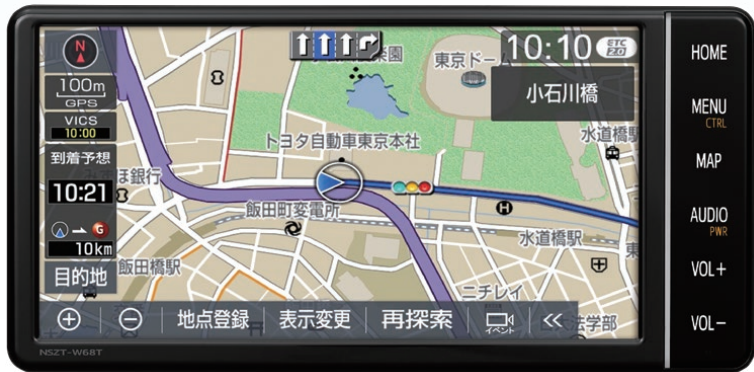 N
100m
GPS
VICS
10:00
到着予想
10:21
G
10km
目的地
楽園
東京ドーム
10:10
ETC
2.0
小石川橋
水道橋駅
トヨタ自動車東京本社
ほ銀行
飯田町変電所
H
水道橋駅
飯田橋駅
ニチレイ
法学部
地点登録
表示変更
再探索
イベント
<<
NSZT-W68T
HOME
MENU
CTRL
MAP
AUDIO
PWR
VOL+
VOL-